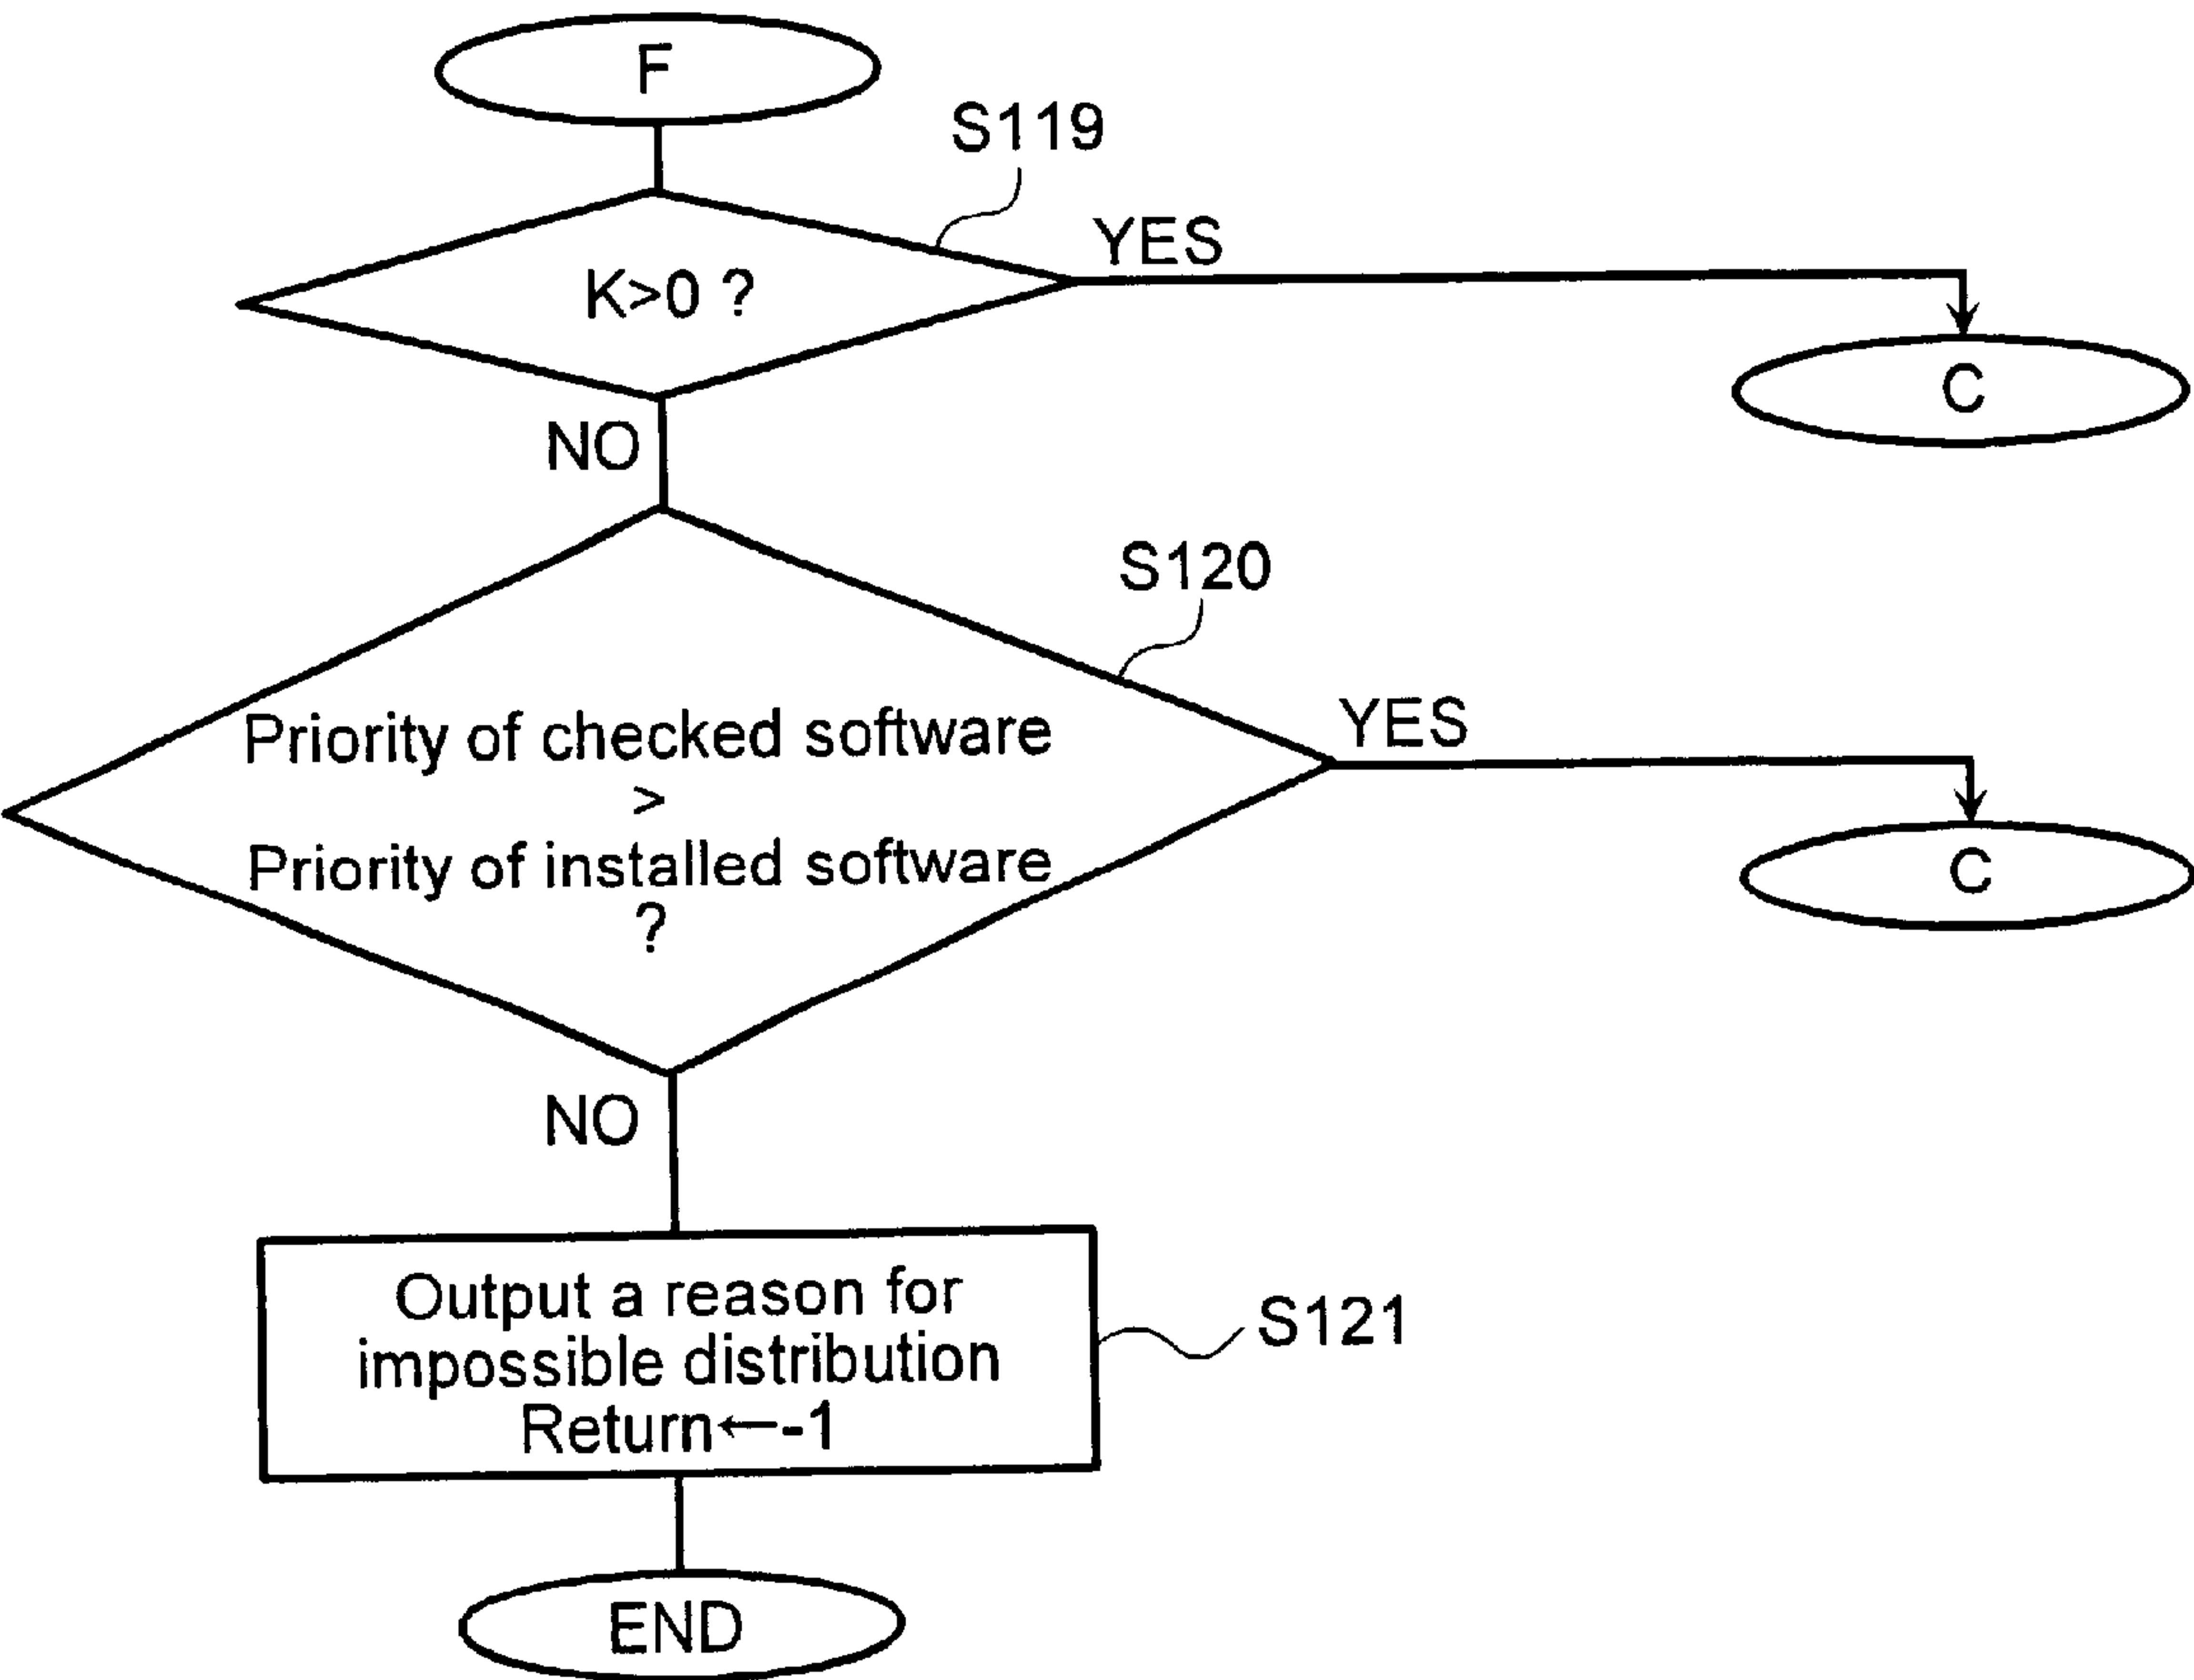 F
S119
YES
K>0 ?
C
NO
S120
YES
Priority of checked software
>
Priority of installed software
?
C
NO
Output a reason for
impossible distribution
Return←-1
S121
END